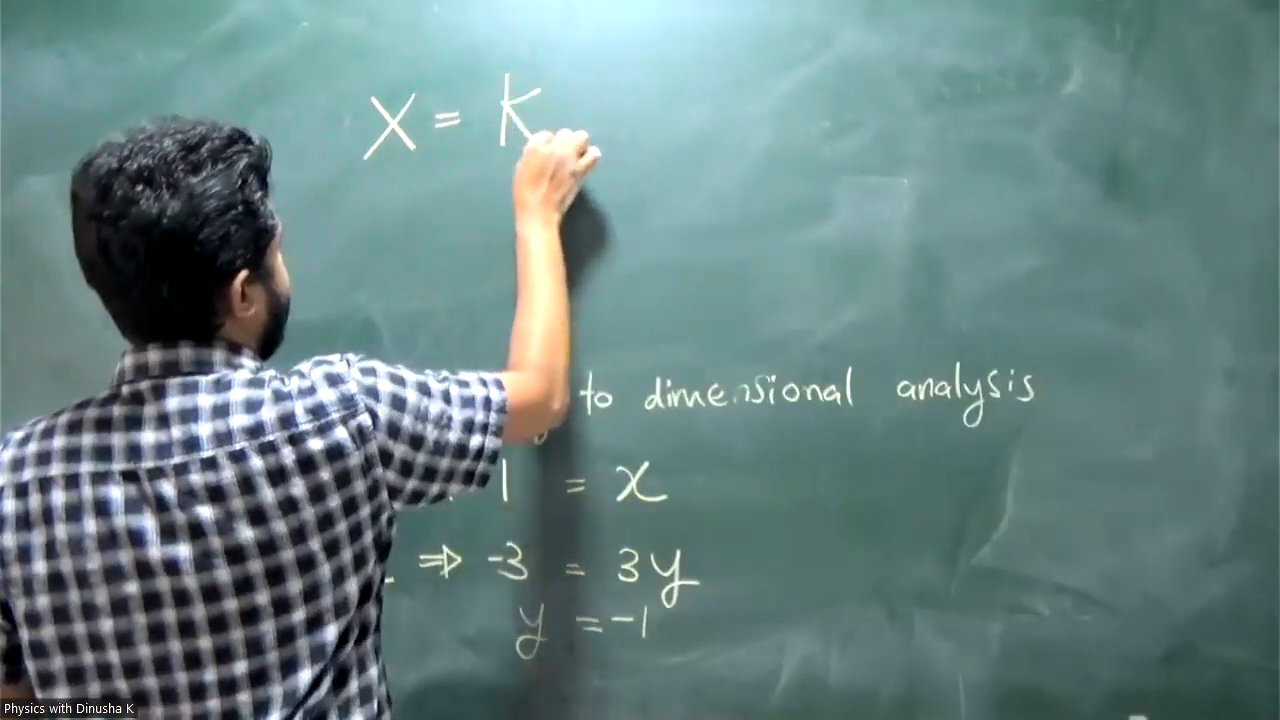 X = K
to dimensional analysis
1 = x
⇒ -3 = 3y
y = -1
Physics with Dinusha K